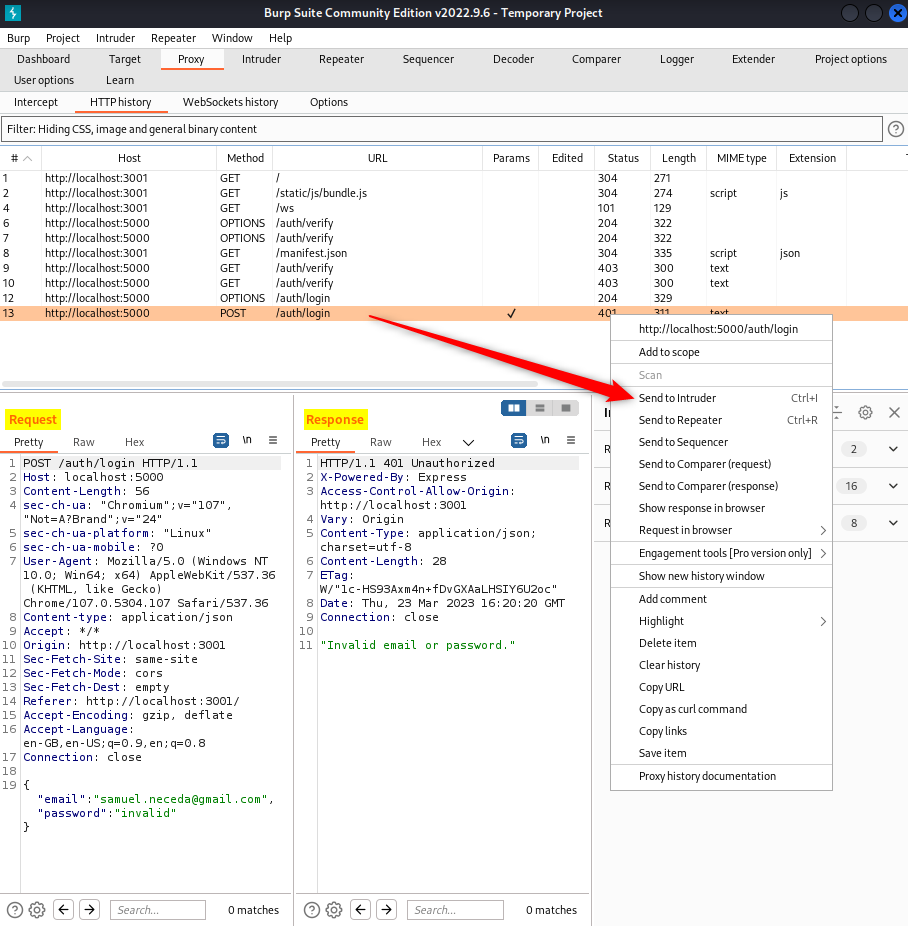 Burp Suite Community Edition v2022.9.6 - Temporary Project
Burp Project Intruder Repeater Window Help
Dashboard Target Proxy Intruder Repeater Sequencer Decoder Comparer Logger Extender Project options
User options Learn
Intercept HTTP history WebSockets history Options
Filter: Hiding CSS, image and general binary content
# Host Method URL Params Edited Status Length MIME type Extension
1 http://localhost:3001 GET / 304 271
2 http://localhost:3001 GET /static/js/bundle.js 304 274 script js
4 http://localhost:3001 GET /ws 101 129
6 http://localhost:5000 OPTIONS /auth/verify 204 322
7 http://localhost:5000 OPTIONS /auth/verify 204 322
8 http://localhost:3001 GET /manifest.json 304 335 script json
9 http://localhost:5000 GET /auth/verify 403 300 text
10 http://localhost:5000 GET /auth/verify 403 300 text
12 http://localhost:5000 OPTIONS /auth/login 204 329
13 http://localhost:5000 POST /auth/login ✓ 401 311 text
http://localhost:5000/auth/login
Add to scope
Scan
Send to Intruder Ctrl+I
Send to Repeater Ctrl+R
Send to Sequencer
Send to Comparer (request)
Send to Comparer (response)
Show response in browser
Request in browser
Engagement tools [Pro version only]
Show new history window
Add comment
Highlight
Delete item
Clear history
Copy URL
Copy as curl command
Copy links
Save item
Proxy history documentation
Request
Pretty Raw Hex \n
1 POST /auth/login HTTP/1.1
2 Host: localhost:5000
3 Content-Length: 56
4 sec-ch-ua: "Chromium";v="107",
"Not=A?Brand";v="24"
5 sec-ch-ua-platform: "Linux"
6 sec-ch-ua-mobile: ?0
7 User-Agent: Mozilla/5.0 (Windows NT
10.0; Win64; x64) AppleWebKit/537.36
(KHTML, like Gecko)
Chrome/107.0.5304.107 Safari/537.36
8 Content-type: application/json
9 Accept: */*
10 Origin: http://localhost:3001
11 Sec-Fetch-Site: same-site
12 Sec-Fetch-Mode: cors
13 Sec-Fetch-Dest: empty
14 Referer: http://localhost:3001/
15 Accept-Encoding: gzip, deflate
16 Accept-Language:
en-GB,en-US;q=0.9,en;q=0.8
17 Connection: close
18
19 {
"email":"samuel.neceda@gmail.com",
"password":"invalid"
}
Search... 0 matches
Response
Pretty Raw Hex \n
1 HTTP/1.1 401 Unauthorized
2 X-Powered-By: Express
3 Access-Control-Allow-Origin:
http://localhost:3001
4 Vary: Origin
5 Content-Type: application/json;
charset=utf-8
6 Content-Length: 28
7 ETag:
W/"1c-HS93Axm4n+fDvGXAaLHSIY6U2oc"
8 Date: Thu, 23 Mar 2023 16:20:20 GMT
9 Connection: close
10
11 "Invalid email or password."
Search... 0 matches
2
16
8